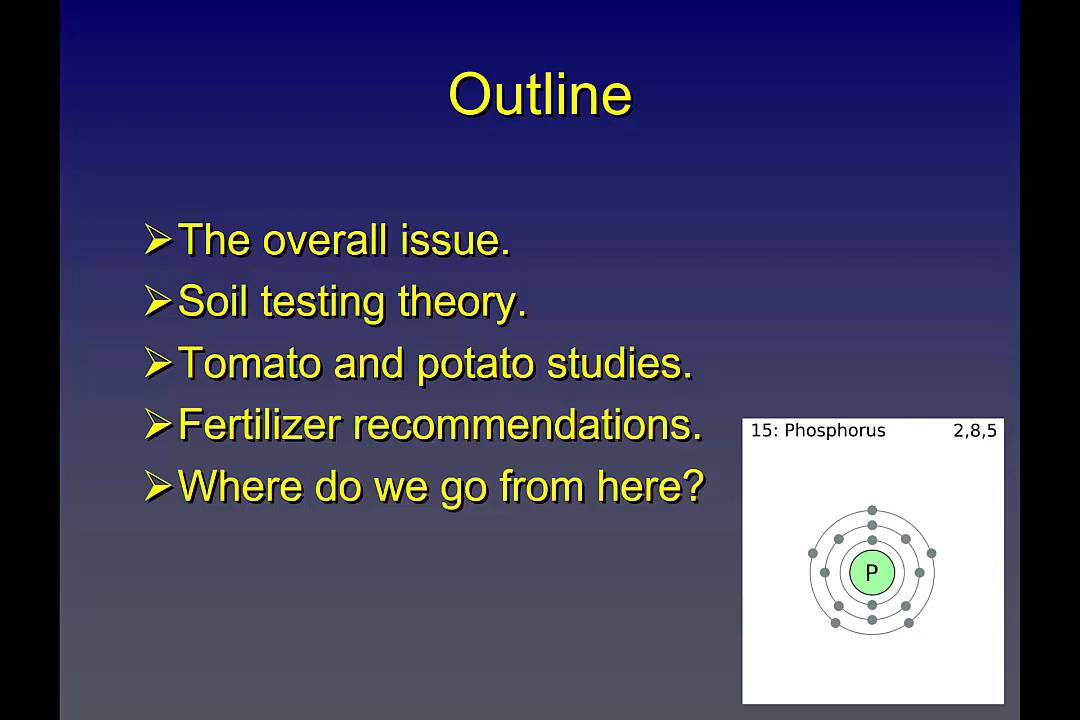 Outline
➢The overall issue.
➢Soil testing theory.
➢Tomato and potato studies.
➢Fertilizer recommendations.
➢Where do we go from here?
15: Phosphorus 2,8,5
P